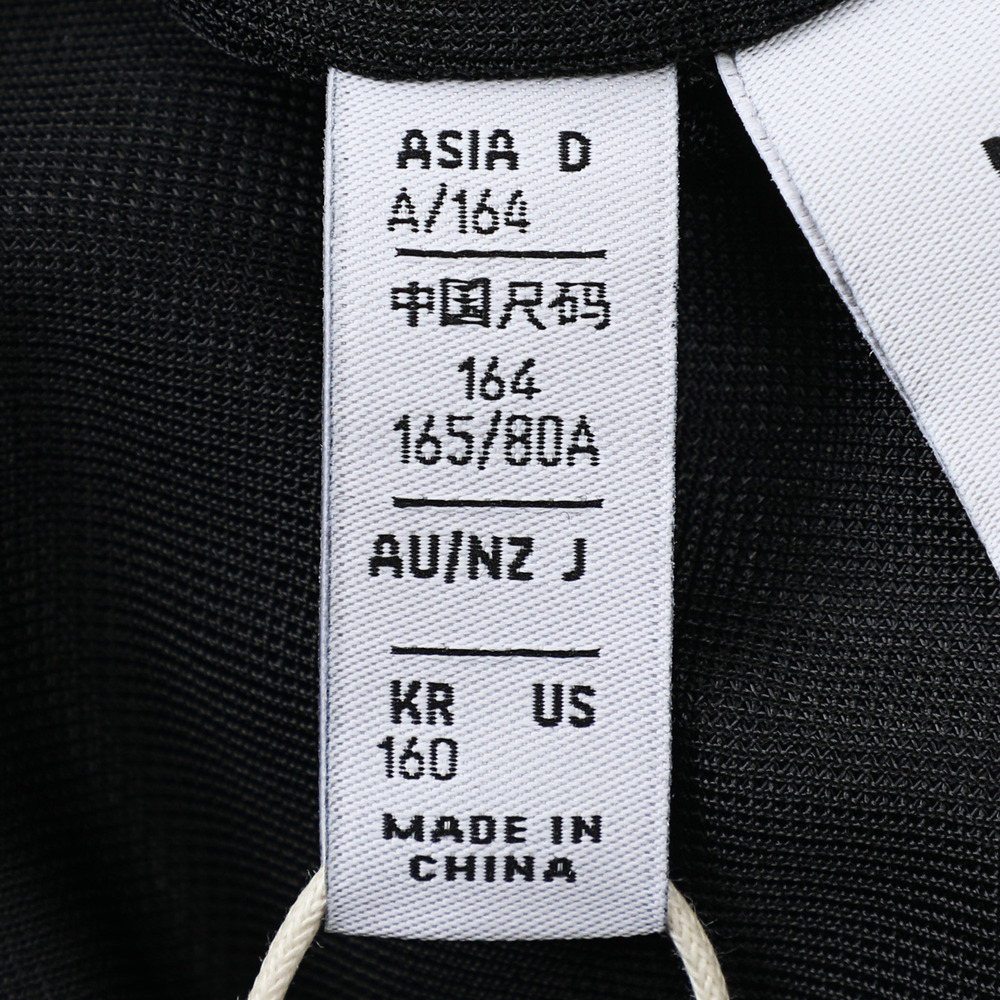 ASIA D
A/164
中国尺码
164
165/80A
AU/NZ J
KR US
160
MADE IN
CHINA